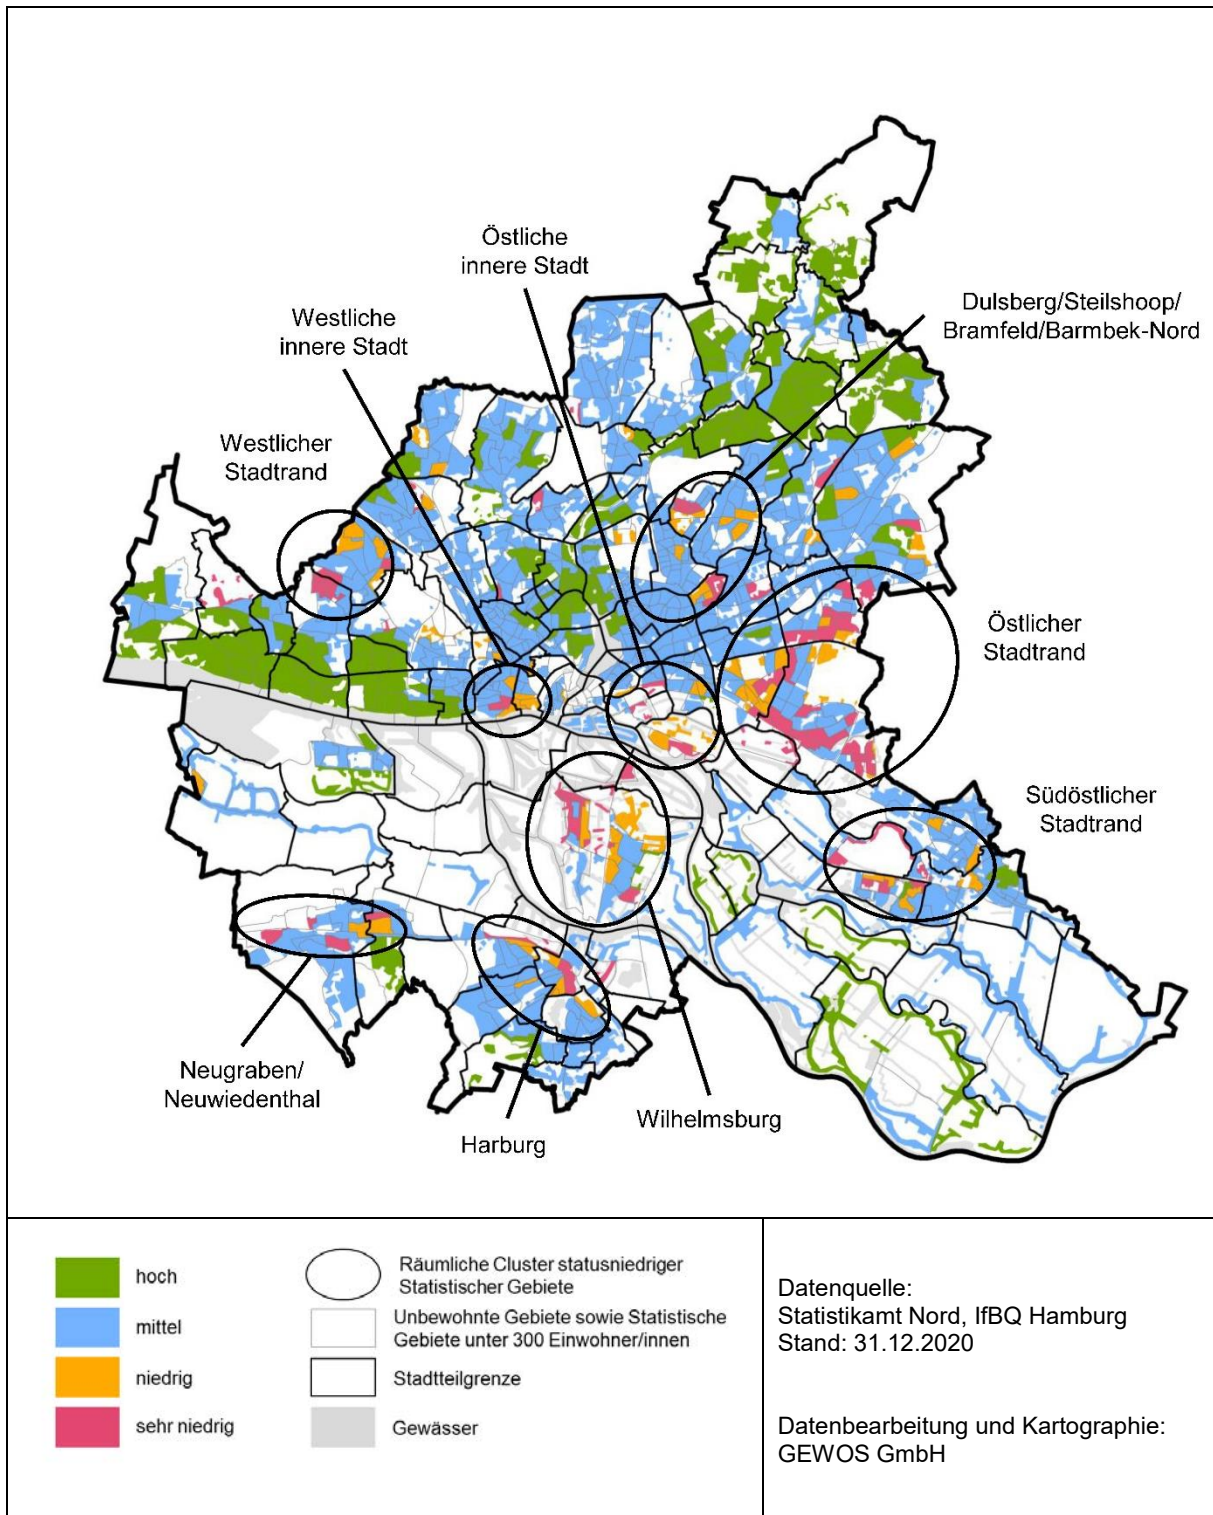 Östliche
innere Stadt
Dulsberg/Steilshoop/
Bramfeld/Barmbek-Nord
Westliche
innere Stadt
Westlicher
Stadtrand
Östlicher
Stadtrand
Südöstlicher
Stadtrand
Neugraben/
Neuwiedenthal
Harburg
Wilhelmsburg
hoch
mittel
niedrig
sehr niedrig
Räumliche Cluster statusniedriger
Statistischer Gebiete
Unbewohnte Gebiete sowie Statistische
Gebiete unter 300 Einwohner/innen
Stadtteilgrenze
Gewässer
Datenquelle:
Statistikamt Nord, IfBQ Hamburg
Stand: 31.12.2020
Datenbearbeitung und Kartographie:
GEWOS GmbH